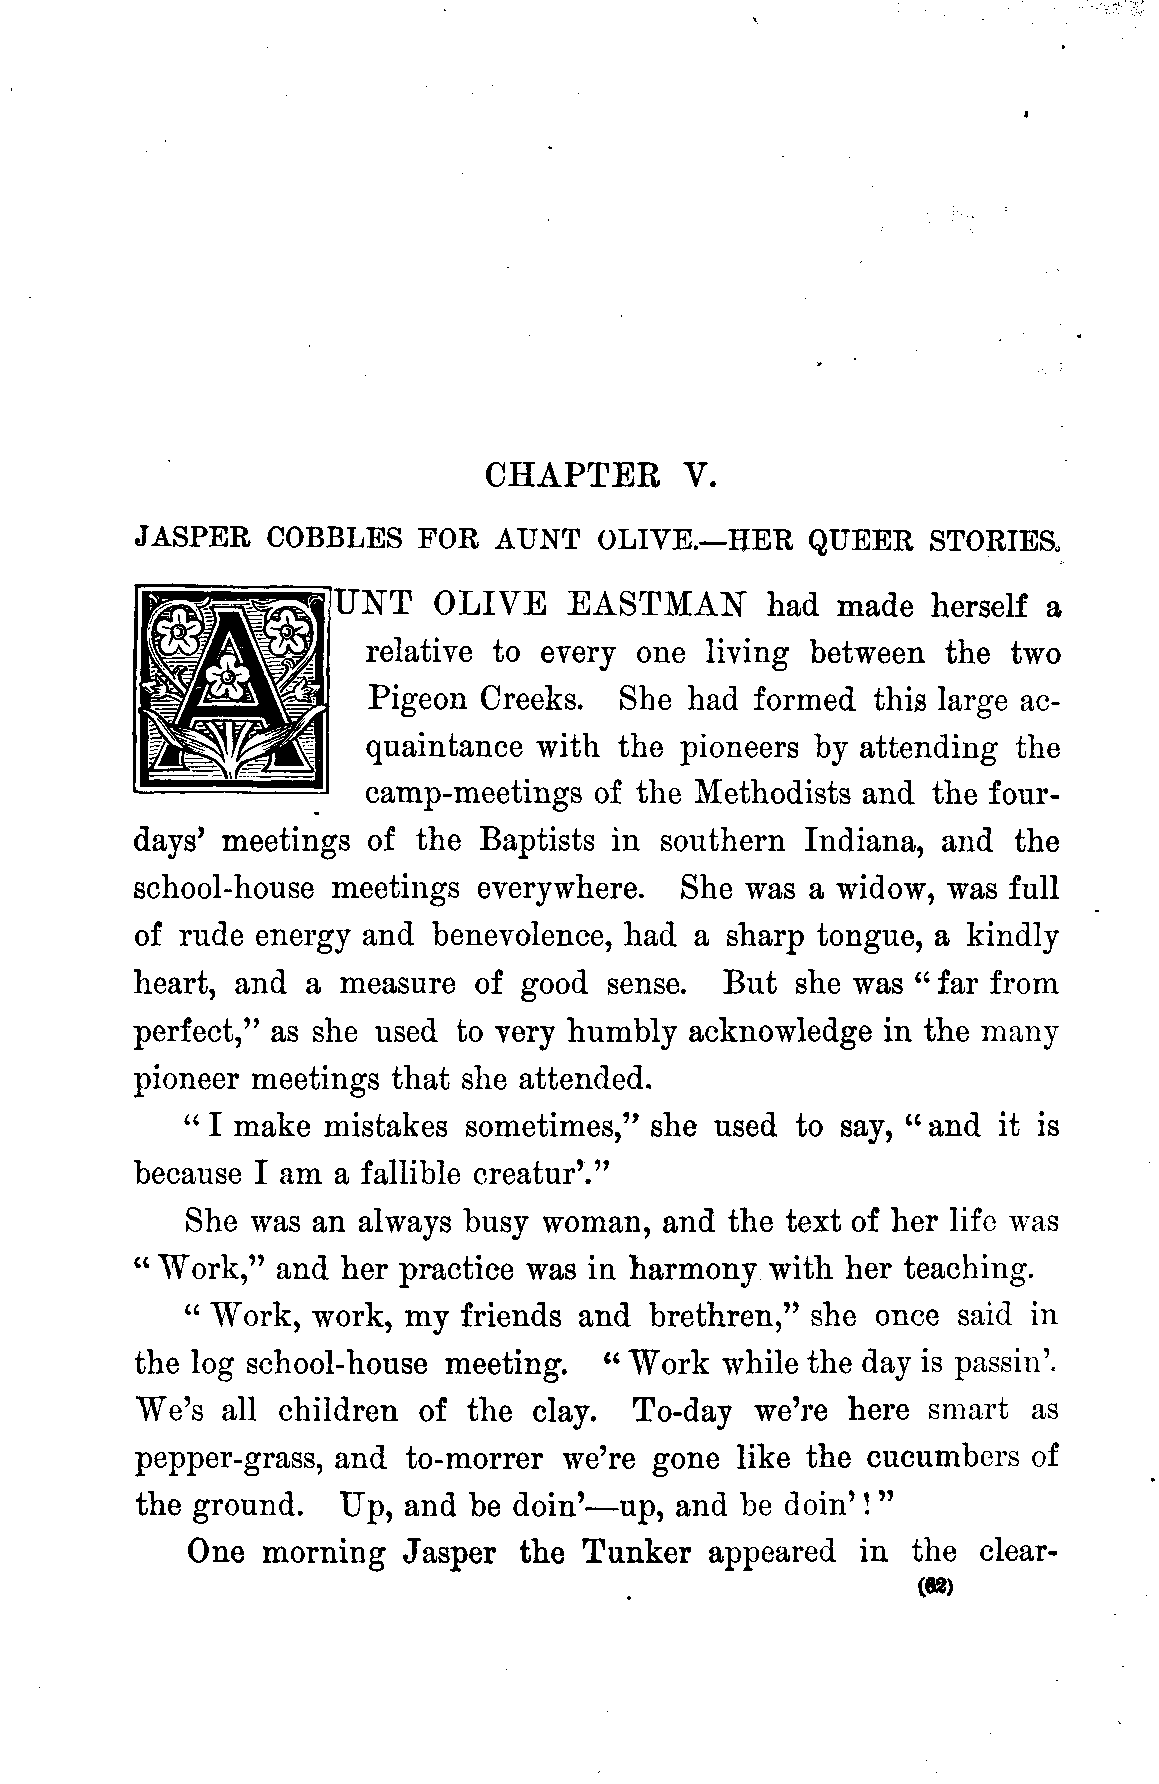 CHAPTER V.
JASPER COBBLES FOR AUNT OLIVE.—HER QUEER STORIES.
AUNT OLIVE EASTMAN had made herself a
relative to every one living between the two
Pigeon Creeks. She had formed this large ac-
quaintance with the pioneers by attending the
camp-meetings of the Methodists and the four-
days’ meetings of the Baptists in southern Indiana, and the
school-house meetings everywhere. She was a widow, was full
of rude energy and benevolence, had a sharp tongue, a kindly
heart, and a measure of good sense. But she was “far from
perfect,” as she used to very humbly acknowledge in the many
pioneer meetings that she attended.
“I make mistakes sometimes,” she used to say, “and it is
because I am a fallible creatur’.”
She was an always busy woman, and the text of her life was
“Work,” and her practice was in harmony with her teaching.
“Work, work, my friends and brethren,” she once said in
the log school-house meeting. “Work while the day is passin’.
We’s all children of the clay. To-day we’re here smart as
pepper-grass, and to-morrer we’re gone like the cucumbers of
the ground. Up, and be doin’—up, and be doin’!”
One morning Jasper the Tunker appeared in the clear-
(62)